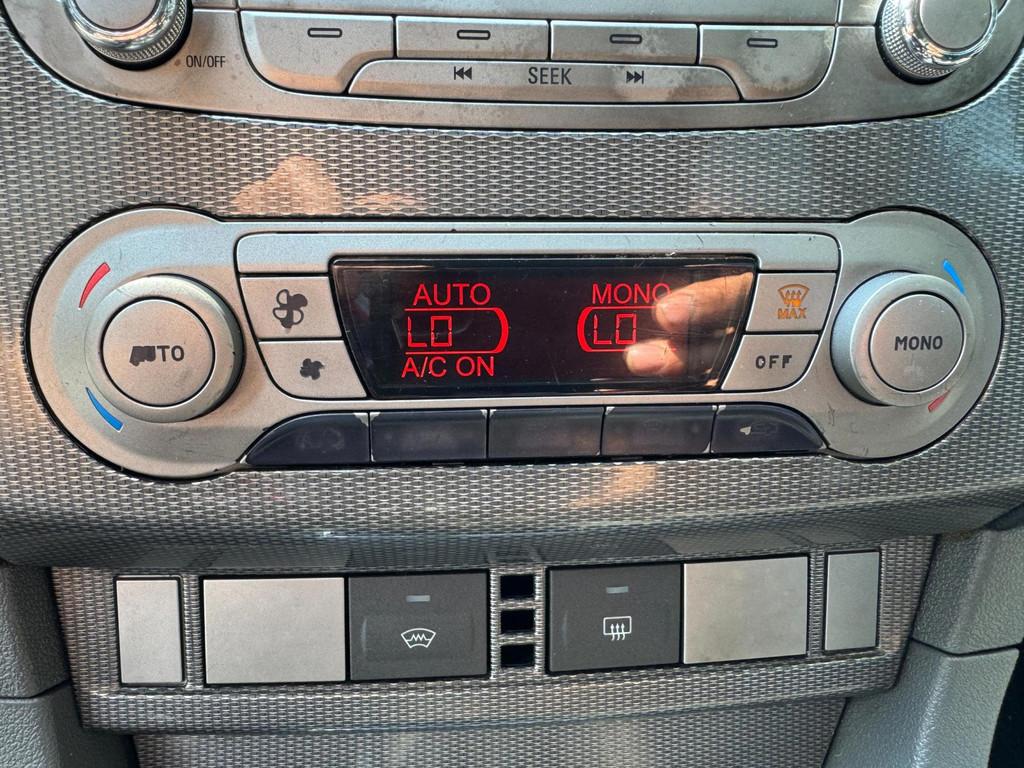 ON/OFF
SEEK
AUTO MONO
LO LO
A/C ON
AUTO
MAX
OFF
MONO